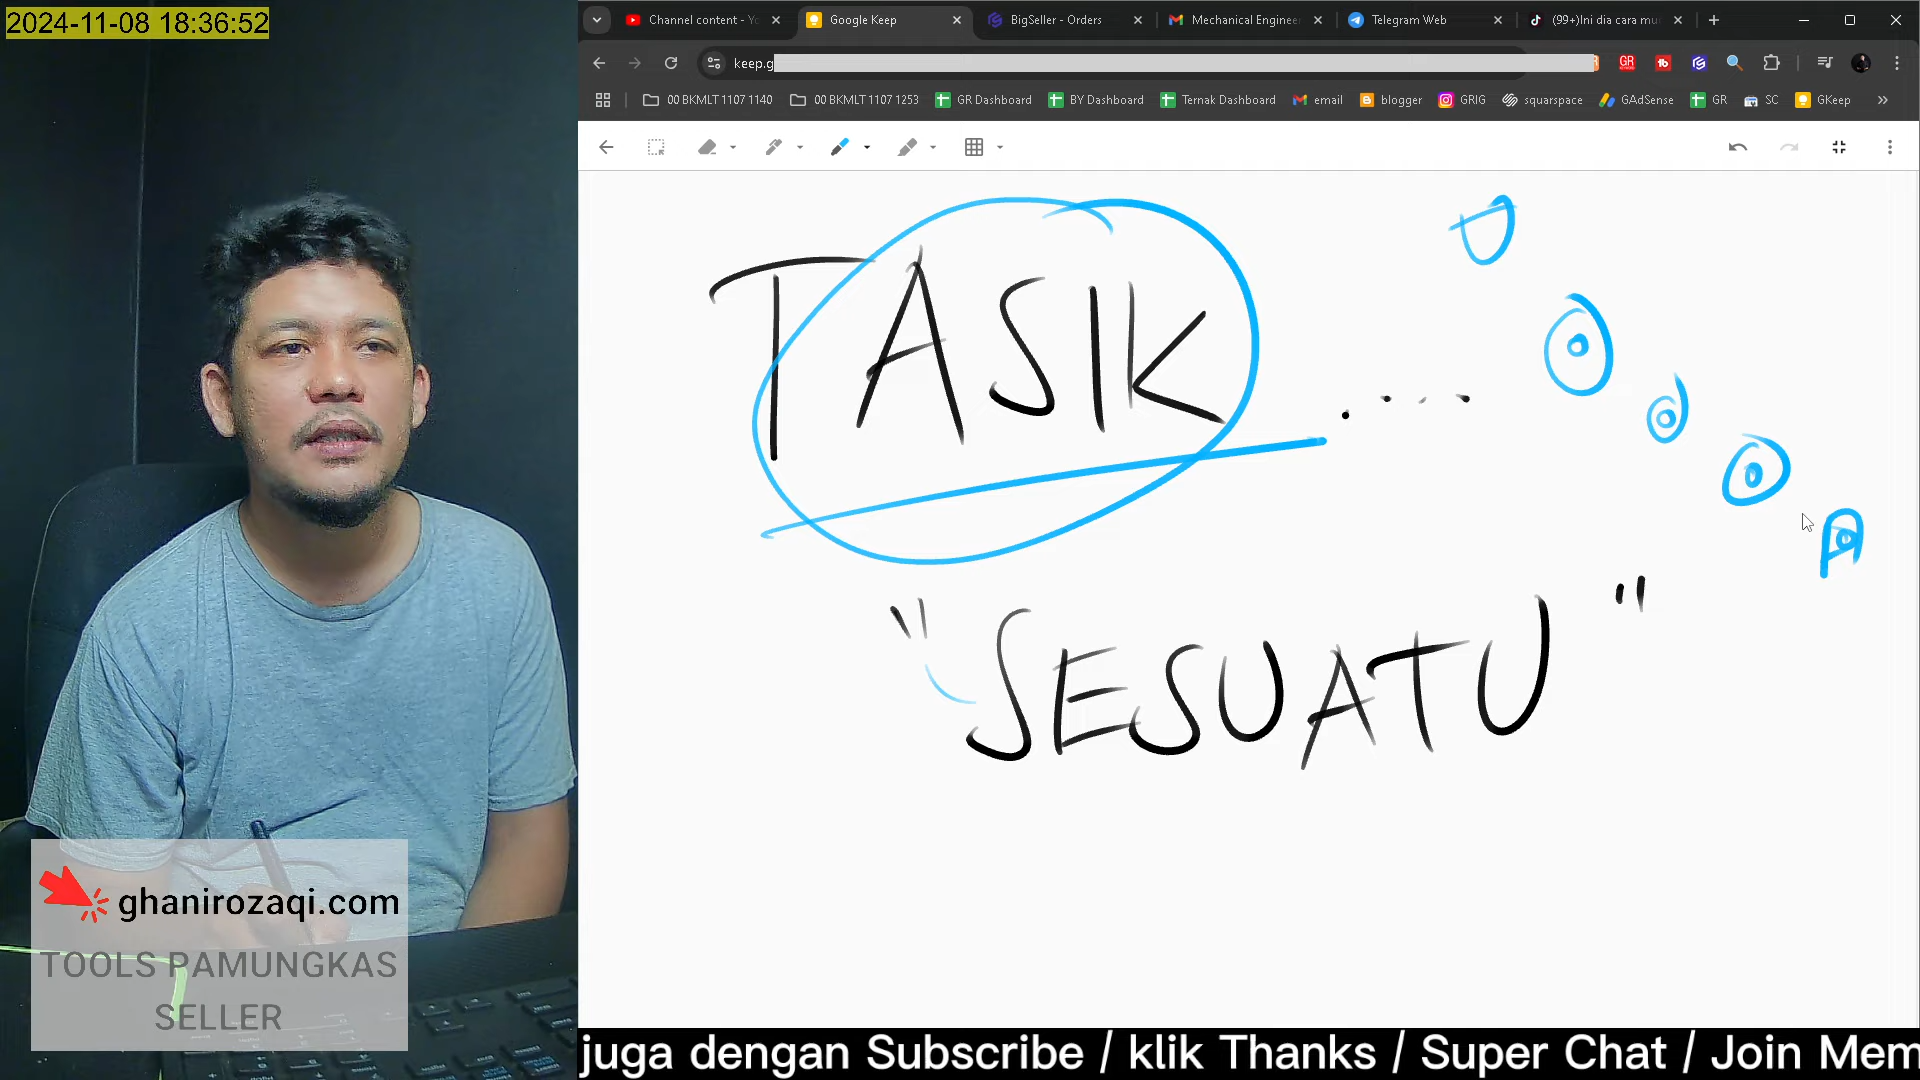 2024-11-08 18:36:52
Channel content - Yo
Google Keep
BigSeller - Orders
Mechanical Enginee
Telegram Web
(99+)Ini dia cara mu
keep.g
00 BKMLT 1107 1140
00 BKMLT 1107 1253
GR Dashboard
BY Dashboard
Ternak Dashboard
email
blogger
GRIG
squarspace
GAdSense
GR
SC
GKeep
GR
TASIK ....
"SESUATU"
ghanirozaqi.com
TOOLS PAMUNGKAS
SELLER
juga dengan Subscribe / klik Thanks / Super Chat / Join Mem